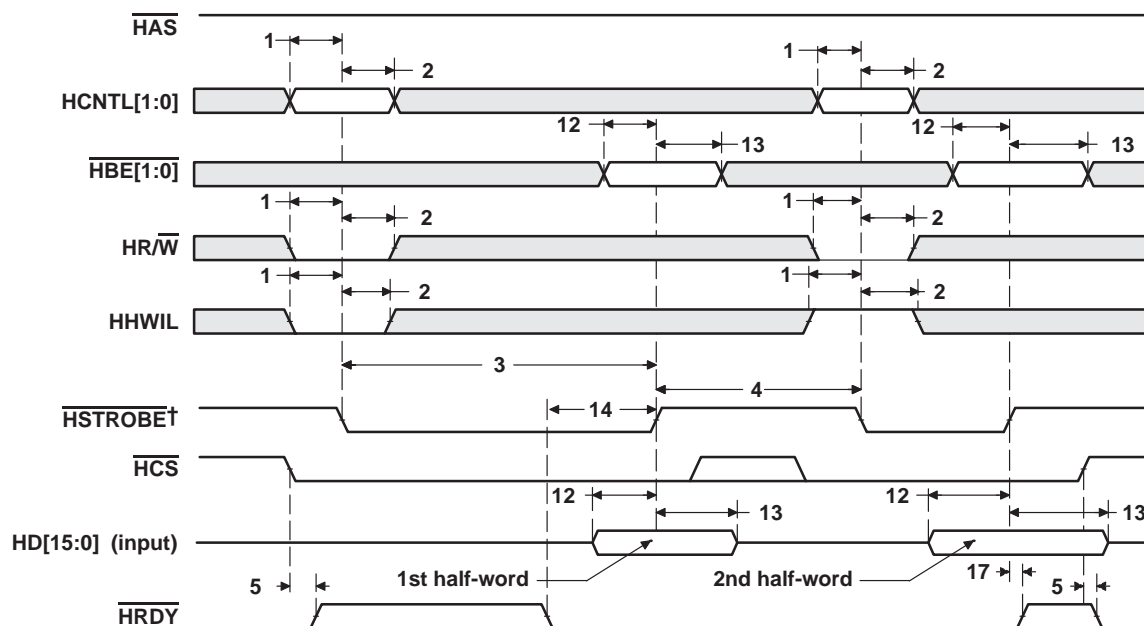 HAS
1
1
2
2
HCNTL[1:0]
12
12
13
13
HBE[1:0]
1
1
2
2
HR/W
1
1
2
2
HHWIL
3
4
14
HSTROBE†
HCS
12
12
13
13
HD[15:0] (input)
1st half-word
2nd half-word
5
17
5
HRDY